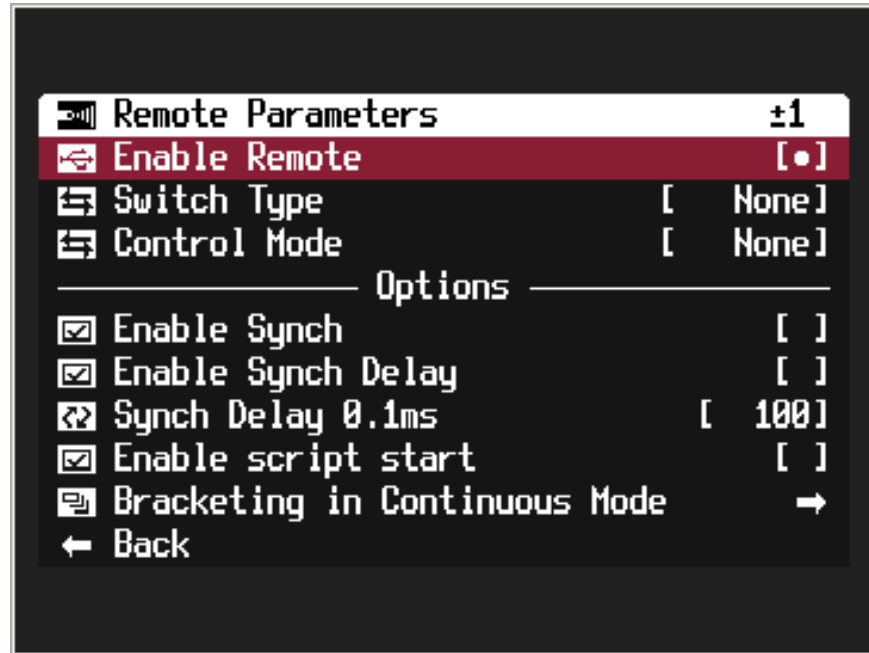 Remote Parameters ±1
Enable Remote [•]
Switch Type [ None]
Control Mode [ None]
Options
Enable Synch [ ]
Enable Synch Delay [ ]
Synch Delay 0.1ms [ 100]
Enable script start [ ]
Bracketing in Continuous Mode →
← Back